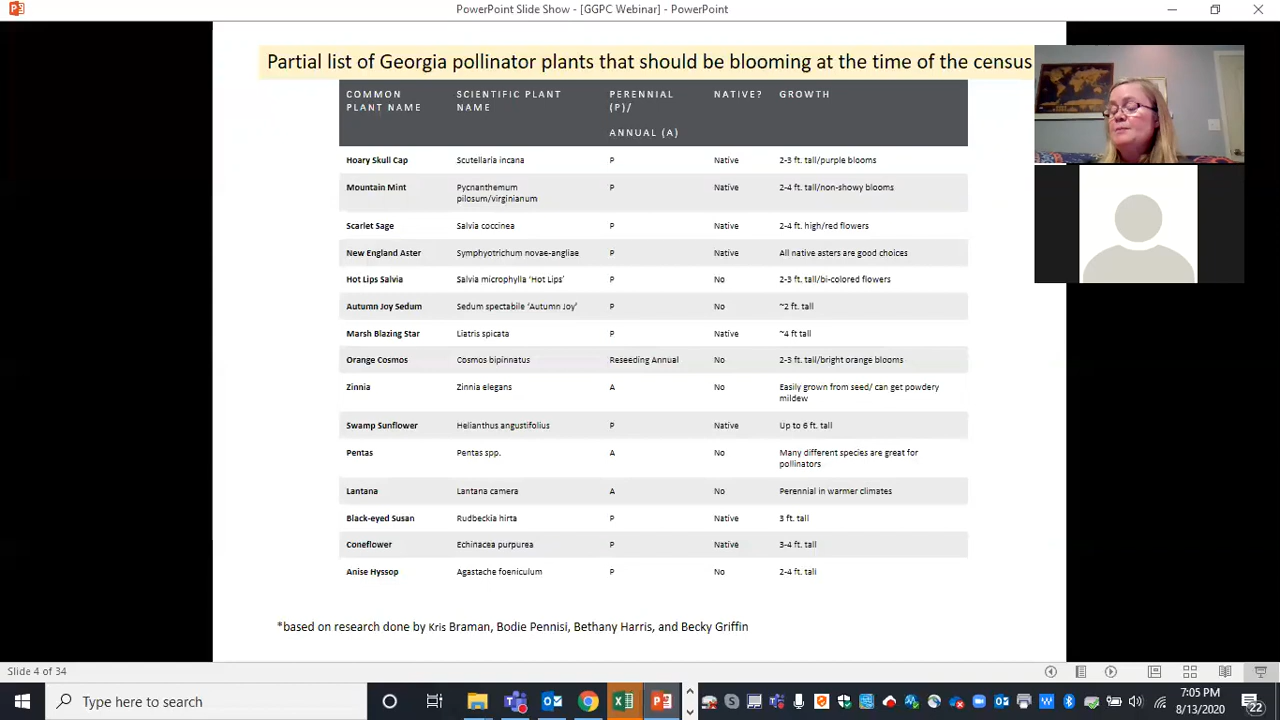 PowerPoint Slide Show - [GGPC Webinar] - PowerPoint
Partial list of Georgia pollinator plants that should be blooming at the time of the census
COMMON PLANT NAME SCIENTIFIC PLANT NAME PERENNIAL (P)/ ANNUAL (A) NATIVE? GROWTH
Hoary Skull Cap Scutellaria incana P Native 2-3 ft. tall/purple blooms
Mountain Mint Pycnanthemum pilosum/virginianum P Native 2-4 ft. tall/non-showy blooms
Scarlet Sage Salvia coccinea P Native 2-4 ft. high/red flowers
New England Aster Symphyotrichum novae-angliae P Native All native asters are good choices
Hot Lips Salvia Salvia microphylla 'Hot Lips' P No 2-3 ft. tall/bi-colored flowers
Autumn Joy Sedum Sedum spectabile 'Autumn Joy' P No ~2 ft. tall
Marsh Blazing Star Liatris spicata P Native ~4 ft tall
Orange Cosmos Cosmos bipinnatus Reseeding Annual No 2-3 ft. tall/bright orange blooms
Zinnia Zinnia elegans A No Easily grown from seed/ can get powdery mildew
Swamp Sunflower Helianthus angustifolius P Native Up to 6 ft. tall
Pentas Pentas spp. A No Many different species are great for pollinators
Lantana Lantana camera A No Perennial in warmer climates
Black-eyed Susan Rudbeckia hirta P Native 3 ft. tall
Coneflower Echinacea purpurea P Native 3-4 ft. tall
Anise Hyssop Agastache foeniculum P No 2-4 ft. tall
*based on research done by Kris Braman, Bodie Pennisi, Bethany Harris, and Becky Griffin
Slide 4 of 34
Type here to search
7:05 PM
8/13/2020
22